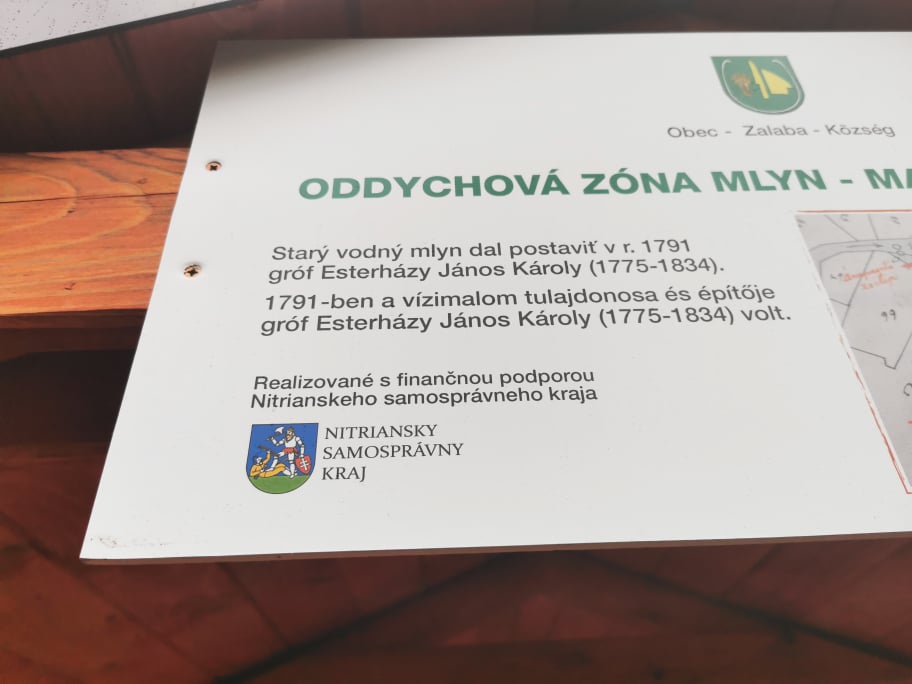 Obec - Zalaba - Község
ODDYCHOVÁ ZÓNA MLYN - MA
Starý vodný mlyn dal postaviť v r. 1791
gróf Esterházy János Károly (1775-1834).
1791-ben a vízimalom tulajdonosa és építője
gróf Esterházy János Károly (1775-1834) volt.
Realizované s finančnou podporou
Nitrianskeho samosprávneho kraja
NITRIANSKY
SAMOSPRÁVNY
KRAJ
99